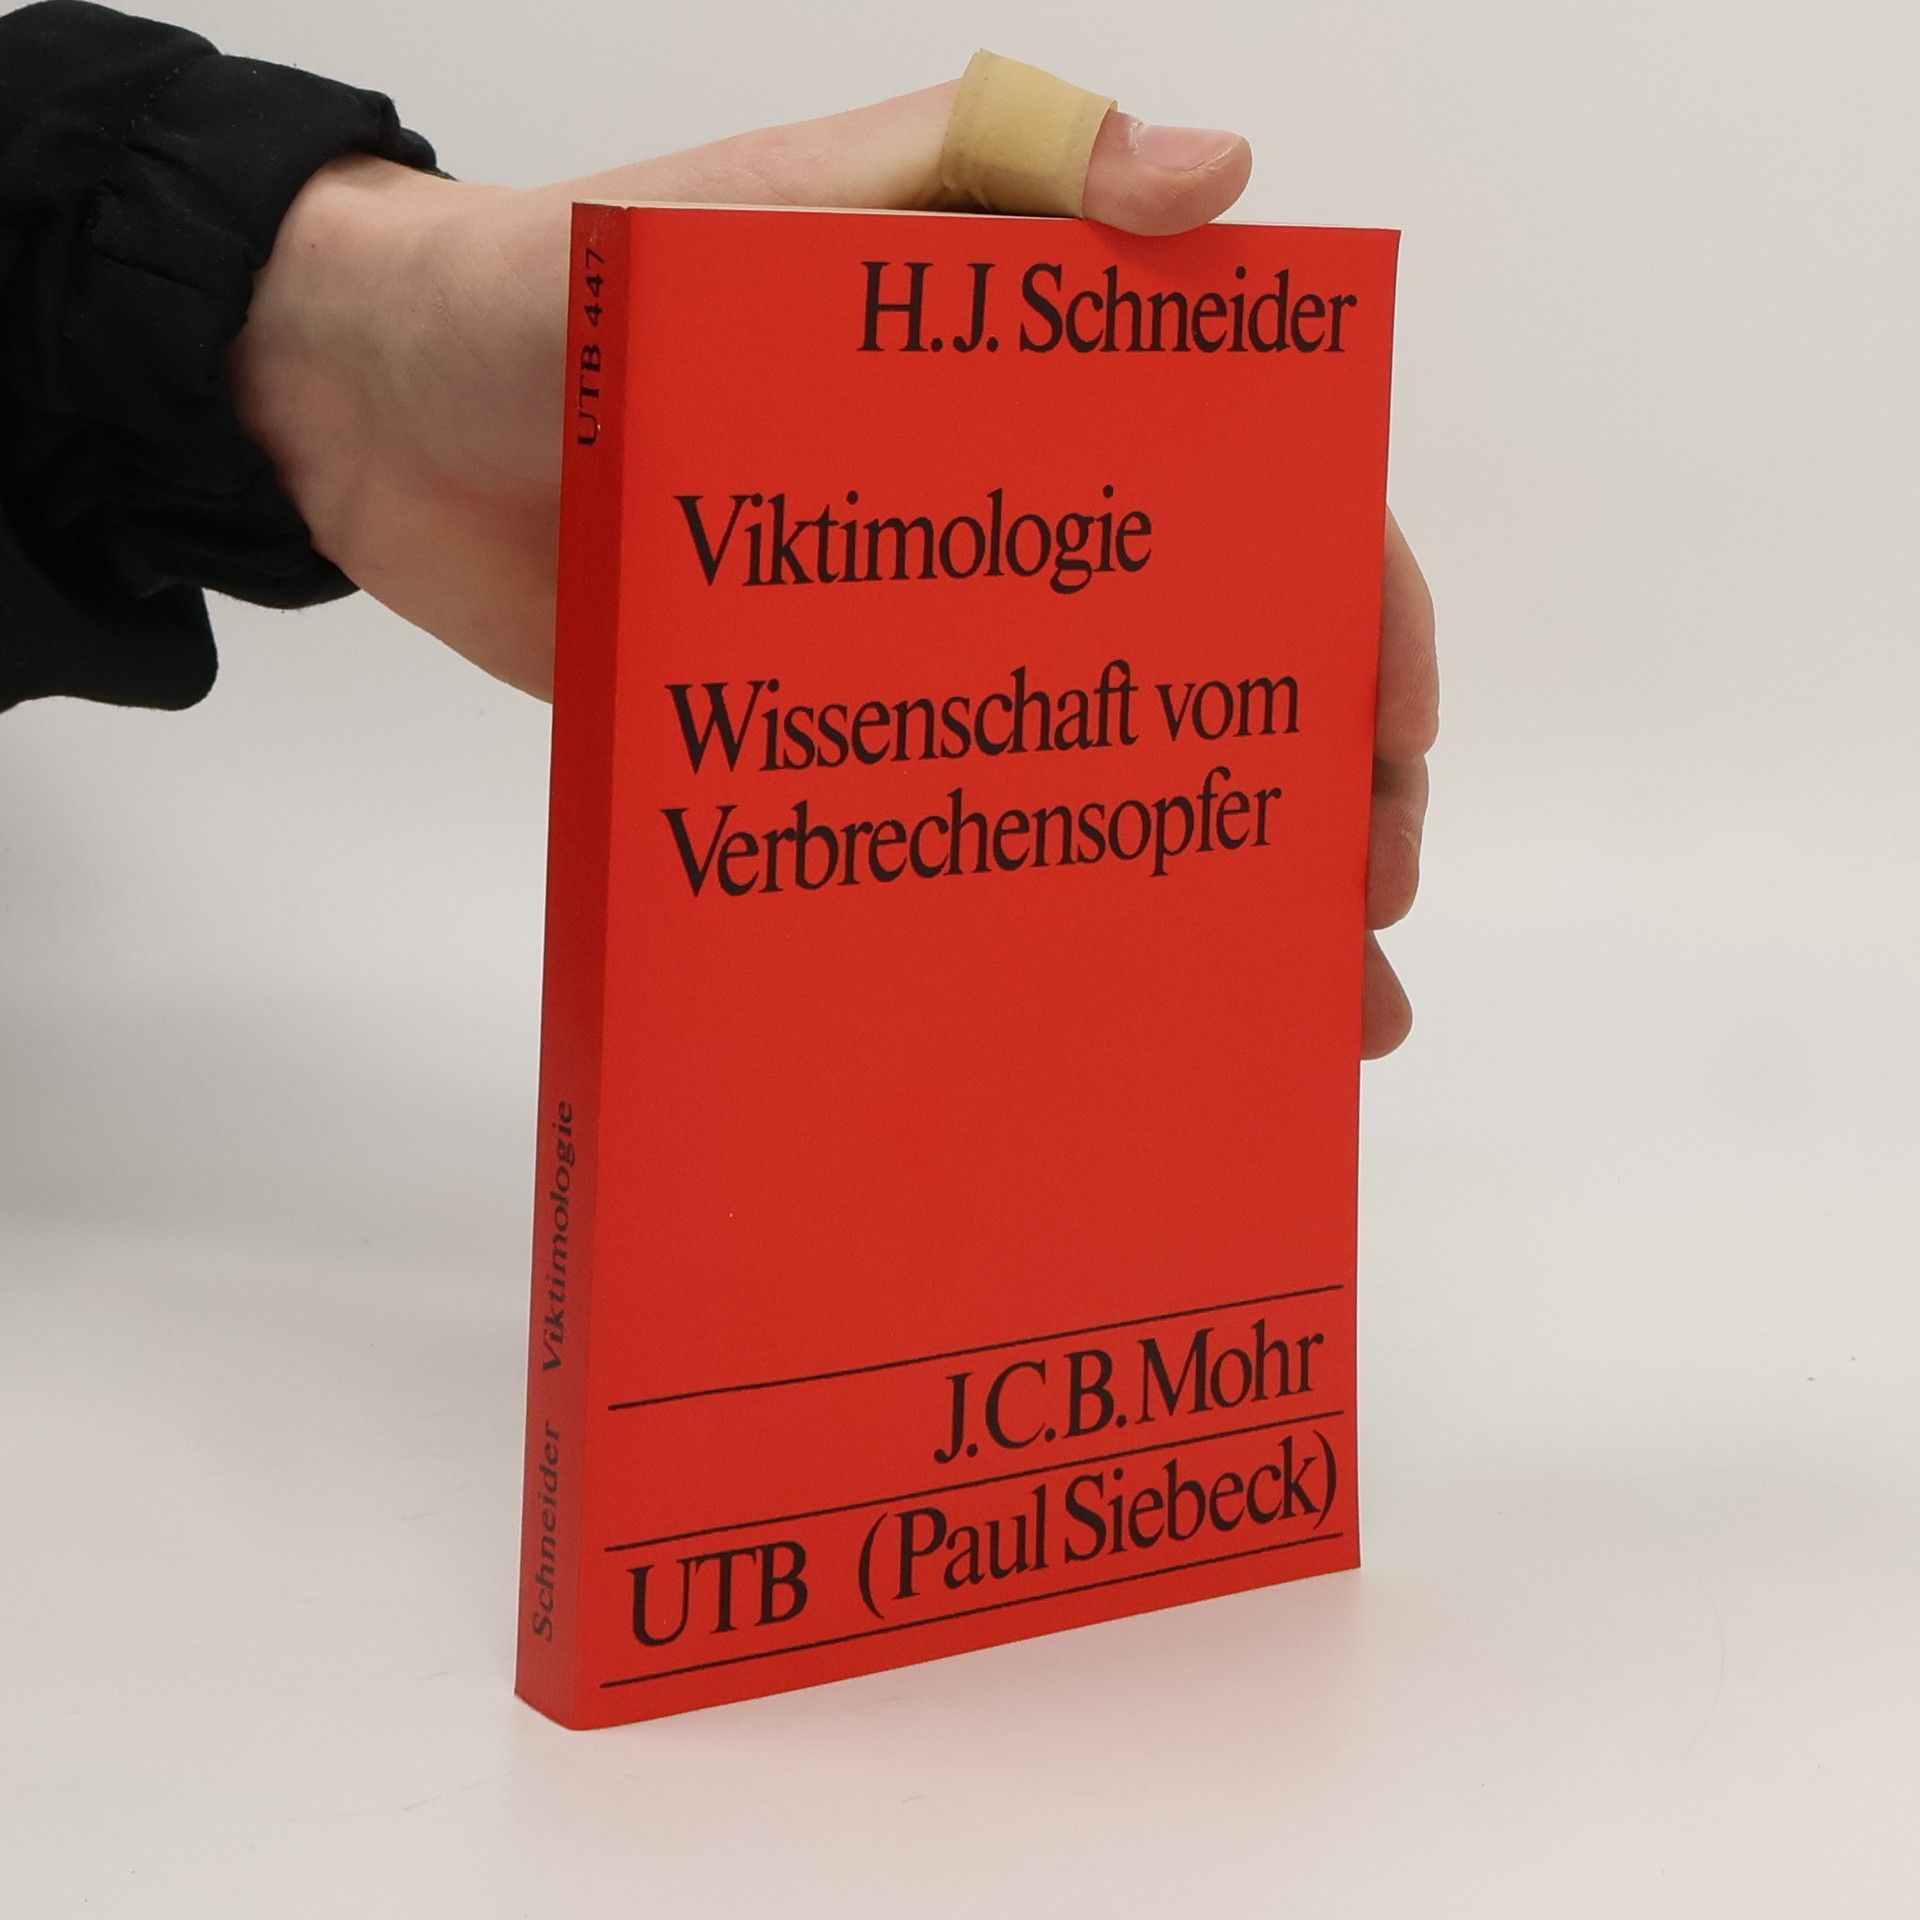 H. J. Schneider
Viktimologie
Wissenschaft vom
Verbrechensopfer
J.C.B. Mohr
UTB (Paul Siebeck)
Schneider Viktimologie UTB 447